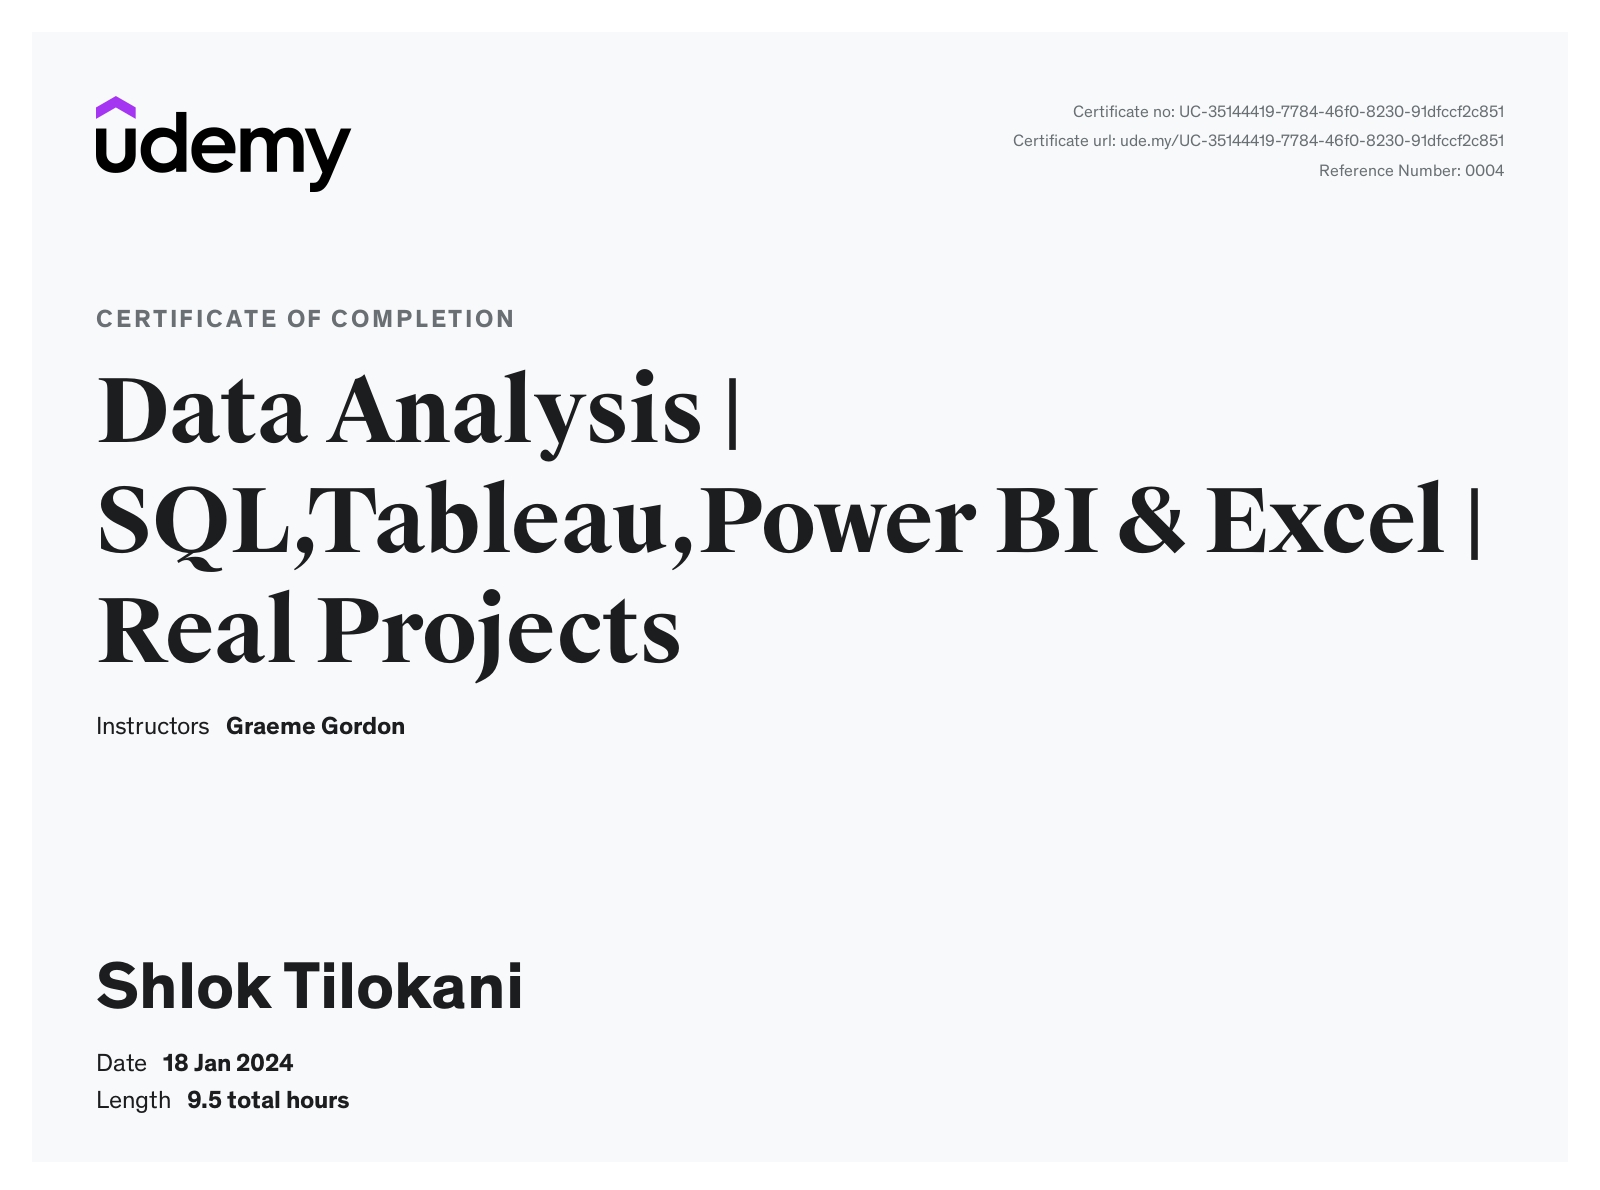 udemy
Certificate no: UC-35144419-7784-46f0-8230-91dfccf2c851
Certificate url: ude.my/UC-35144419-7784-46f0-8230-91dfccf2c851
Reference Number: 0004
CERTIFICATE OF COMPLETION
Data Analysis |
SQL,Tableau,Power BI & Excel |
Real Projects
Instructors Graeme Gordon
Shlok Tilokani
Date 18 Jan 2024
Length 9.5 total hours